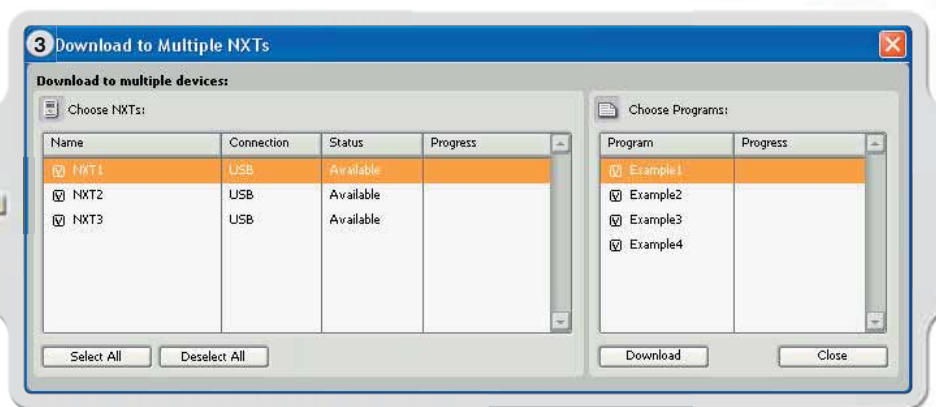 3 Download to Multiple NXTs
Download to multiple devices:
Choose NXTs:
Name Connection Status Progress
NXT1 USB Available
NXT2 USB Available
NXT3 USB Available
Select All Deselect All
Choose Programs:
Program Progress
Example1
Example2
Example3
Example4
Download Close